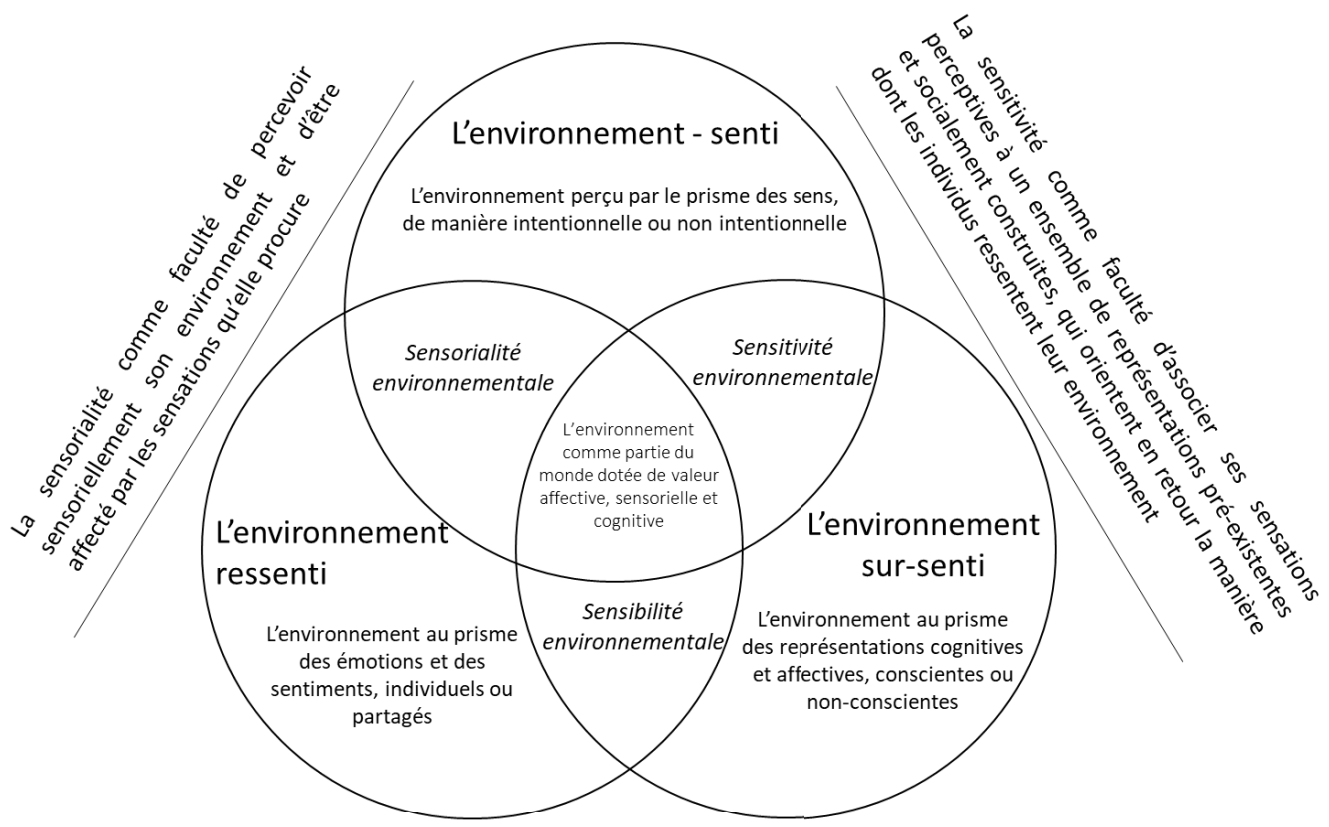 La sensorialité comme faculté de percevoir
sensoriellement son environnement et d'être
affecté par les sensations qu'elle procure
La sensitivité comme faculté d'associer ses sensations
perceptives à un ensemble de représentations pré-existentes
et socialement construites, qui orientent en retour la manière
dont les individus ressentent leur environnement
L'environnement - senti
L'environnement perçu par le prisme des sens,
de manière intentionnelle ou non intentionnelle
Sensorialité
environnementale
Sensitivité
environnementale
L'environnement
comme partie du
monde dotée de valeur
affective, sensorielle et
cognitive
L'environnement
ressenti
L'environnement au prisme
des émotions et des
sentiments, individuels ou
partagés
L'environnement
sur-senti
L'environnement au prisme
des représentations cognitives
et affectives, conscientes ou
non-conscientes
Sensibilité
environnementale